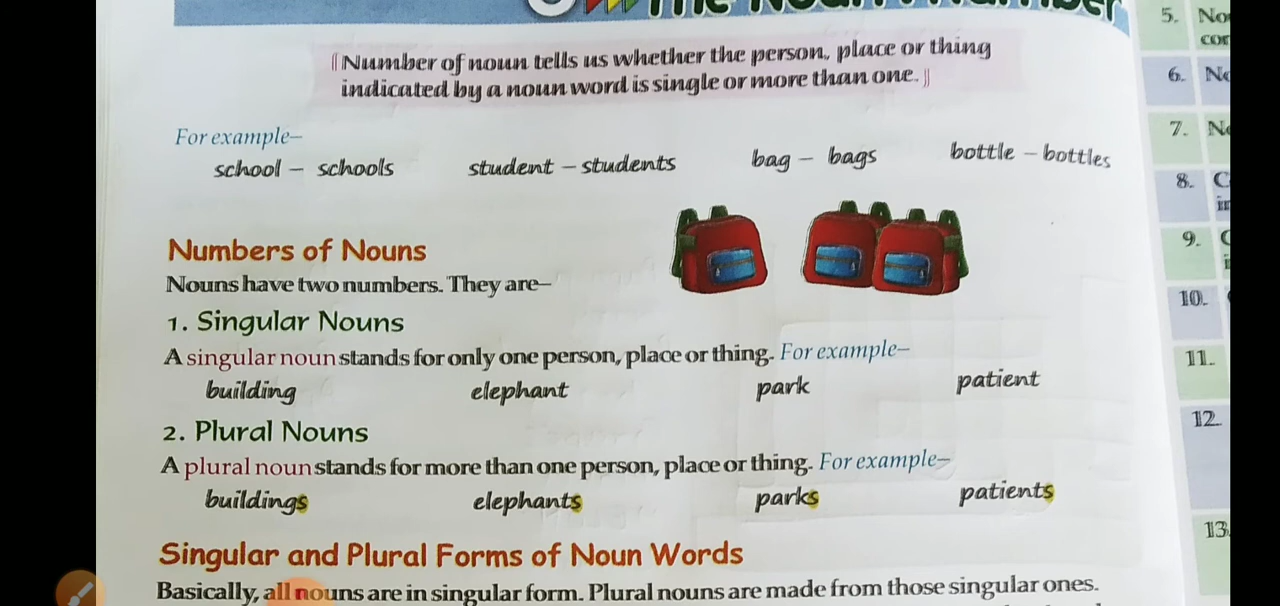 The Noun : Number
Number of noun tells us whether the person, place or thing
indicated by a noun word is single or more than one.
For example–
school – schools student – students bag – bags bottle – bottles
Numbers of Nouns
Nouns have two numbers. They are–
1. Singular Nouns
A singular noun stands for only one person, place or thing. For example–
building elephant park patient
2. Plural Nouns
A plural noun stands for more than one person, place or thing. For example–
buildings elephants parks patients
Singular and Plural Forms of Noun Words
Basically, all nouns are in singular form. Plural nouns are made from those singular ones.
5.
6.
7.
8.
9.
10.
11.
12.
13.